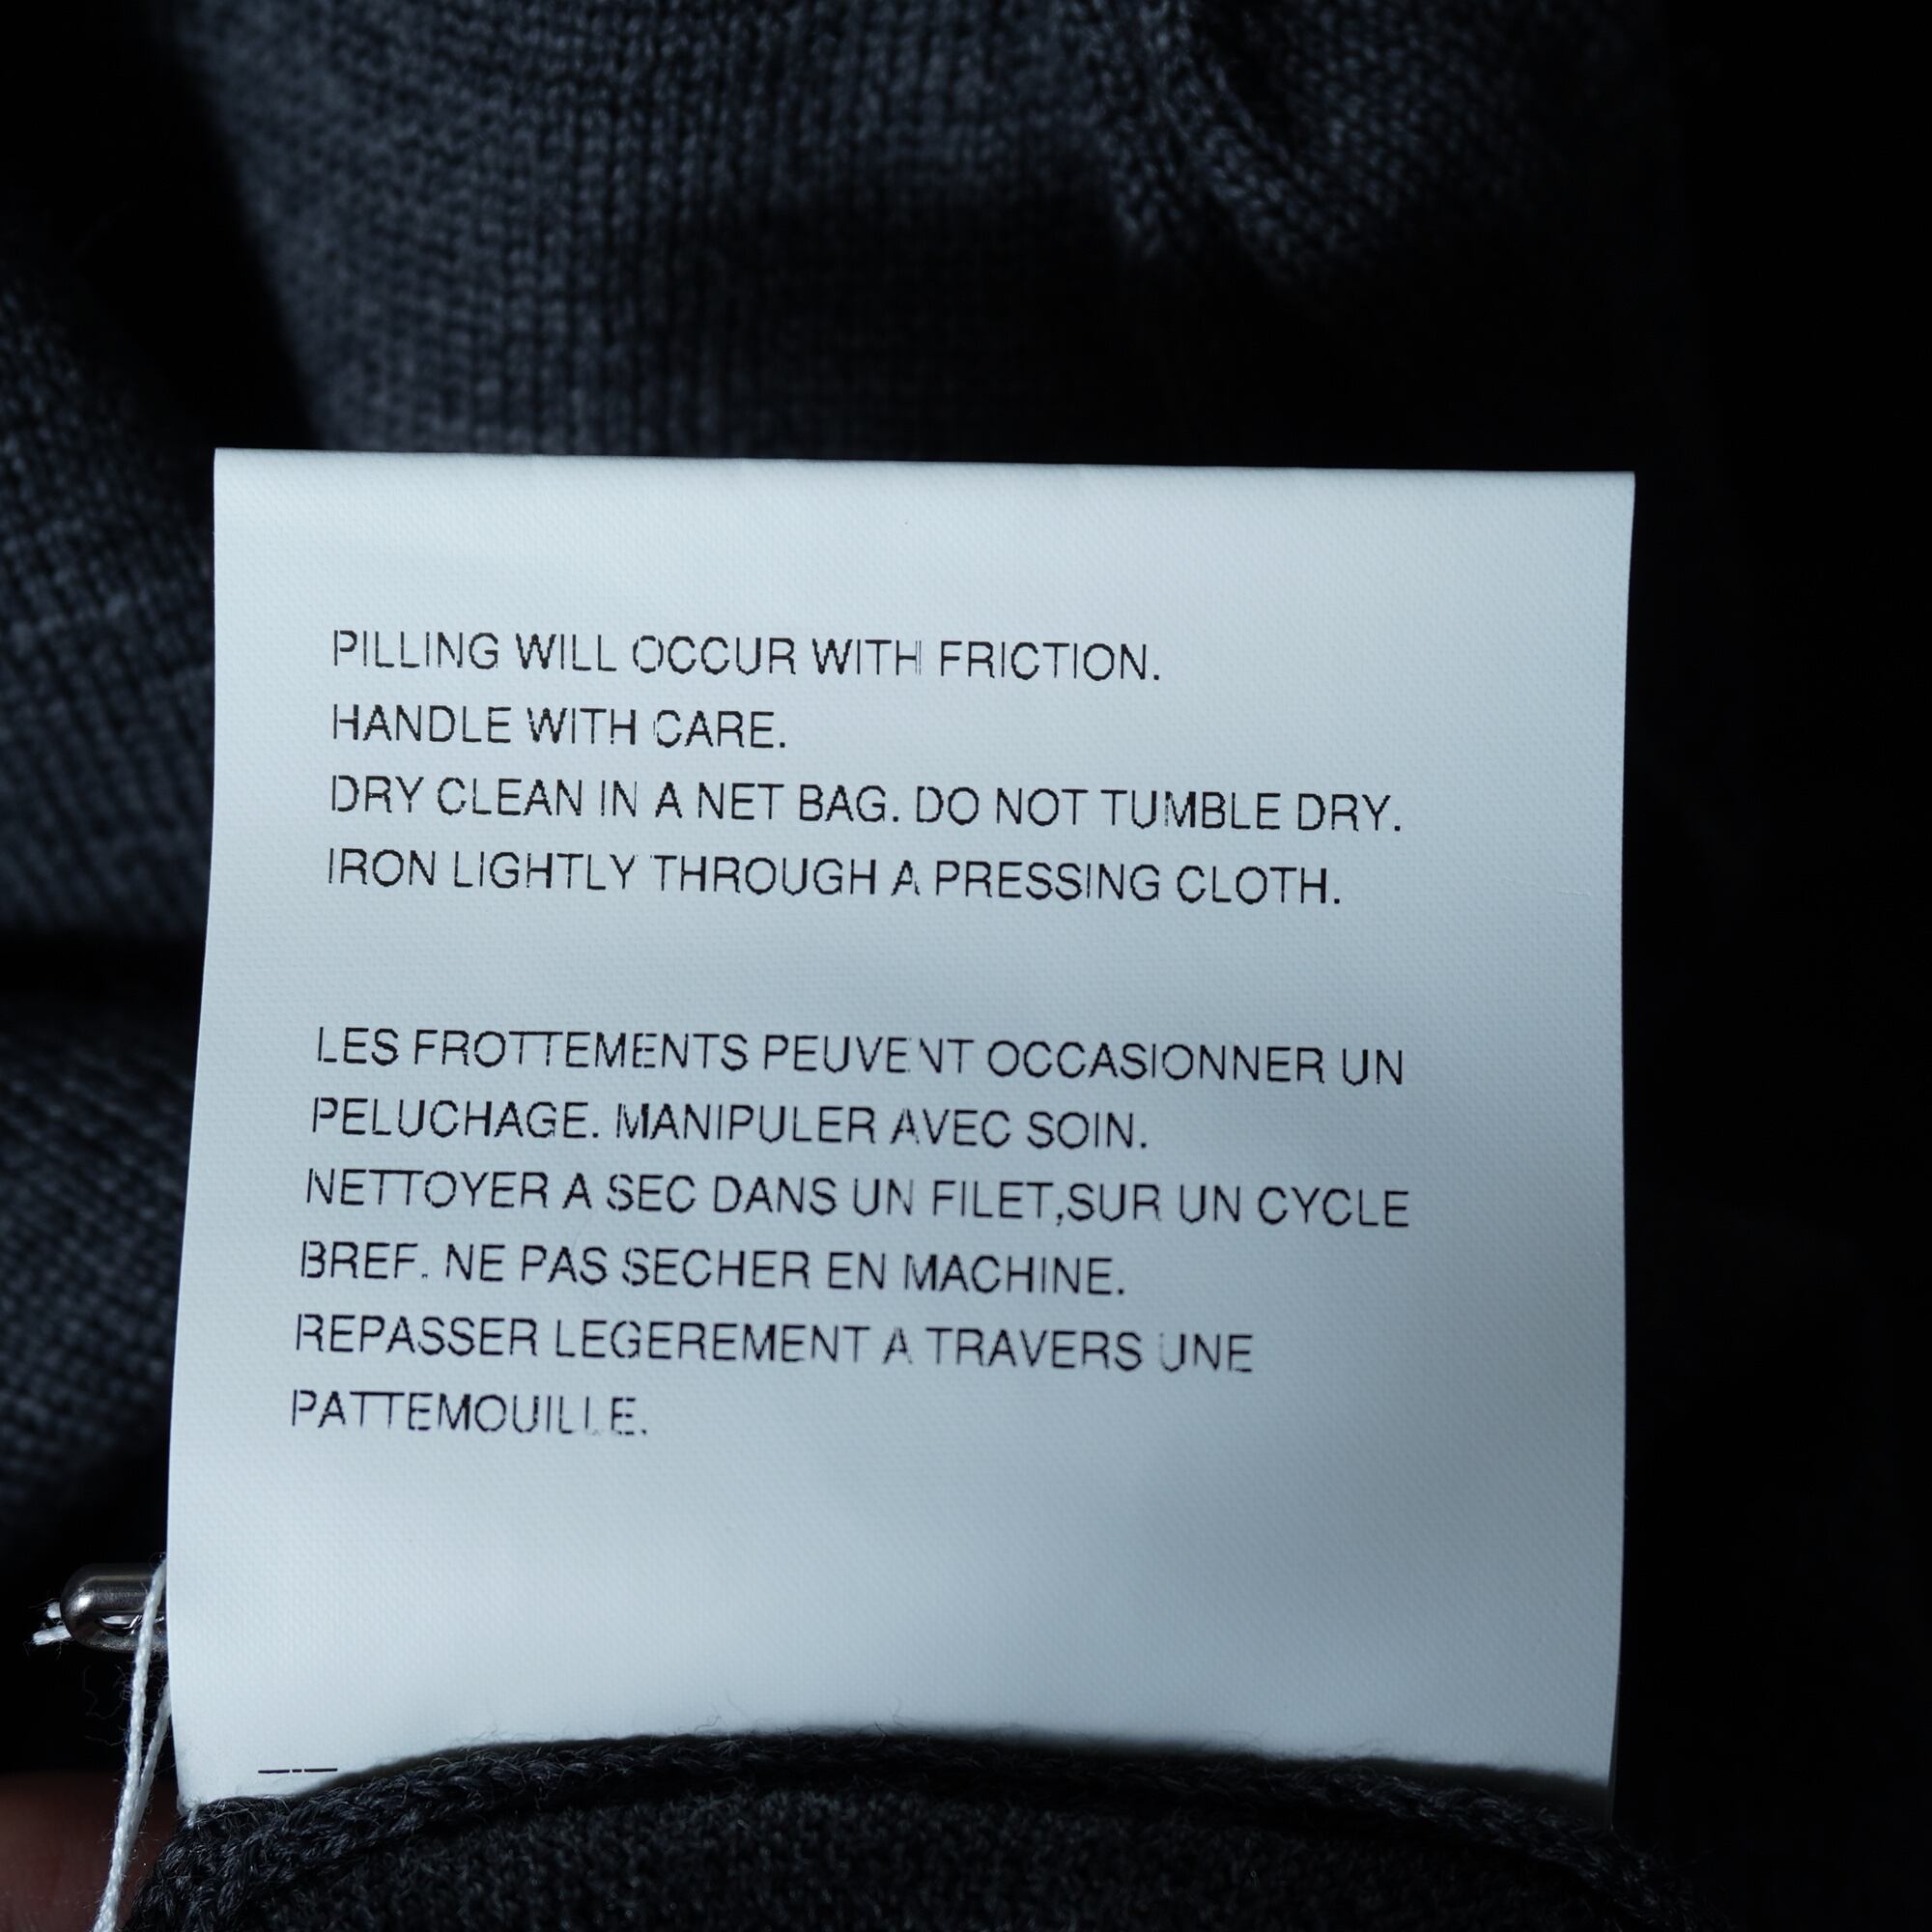 PILLING WILL OCCUR WITH FRICTION.
HANDLE WITH CARE.
DRY CLEAN IN A NET BAG. DO NOT TUMBLE DRY.
IRON LIGHTLY THROUGH A PRESSING CLOTH.
LES FROTTEMENTS PEUVENT OCCASIONNER UN
PELUCHAGE. MANIPULER AVEC SOIN.
NETTOYER A SEC DANS UN FILET,SUR UN CYCLE
BREF. NE PAS SECHER EN MACHINE.
REPASSER LEGEREMENT A TRAVERS UNE
PATTEMOUILLE.